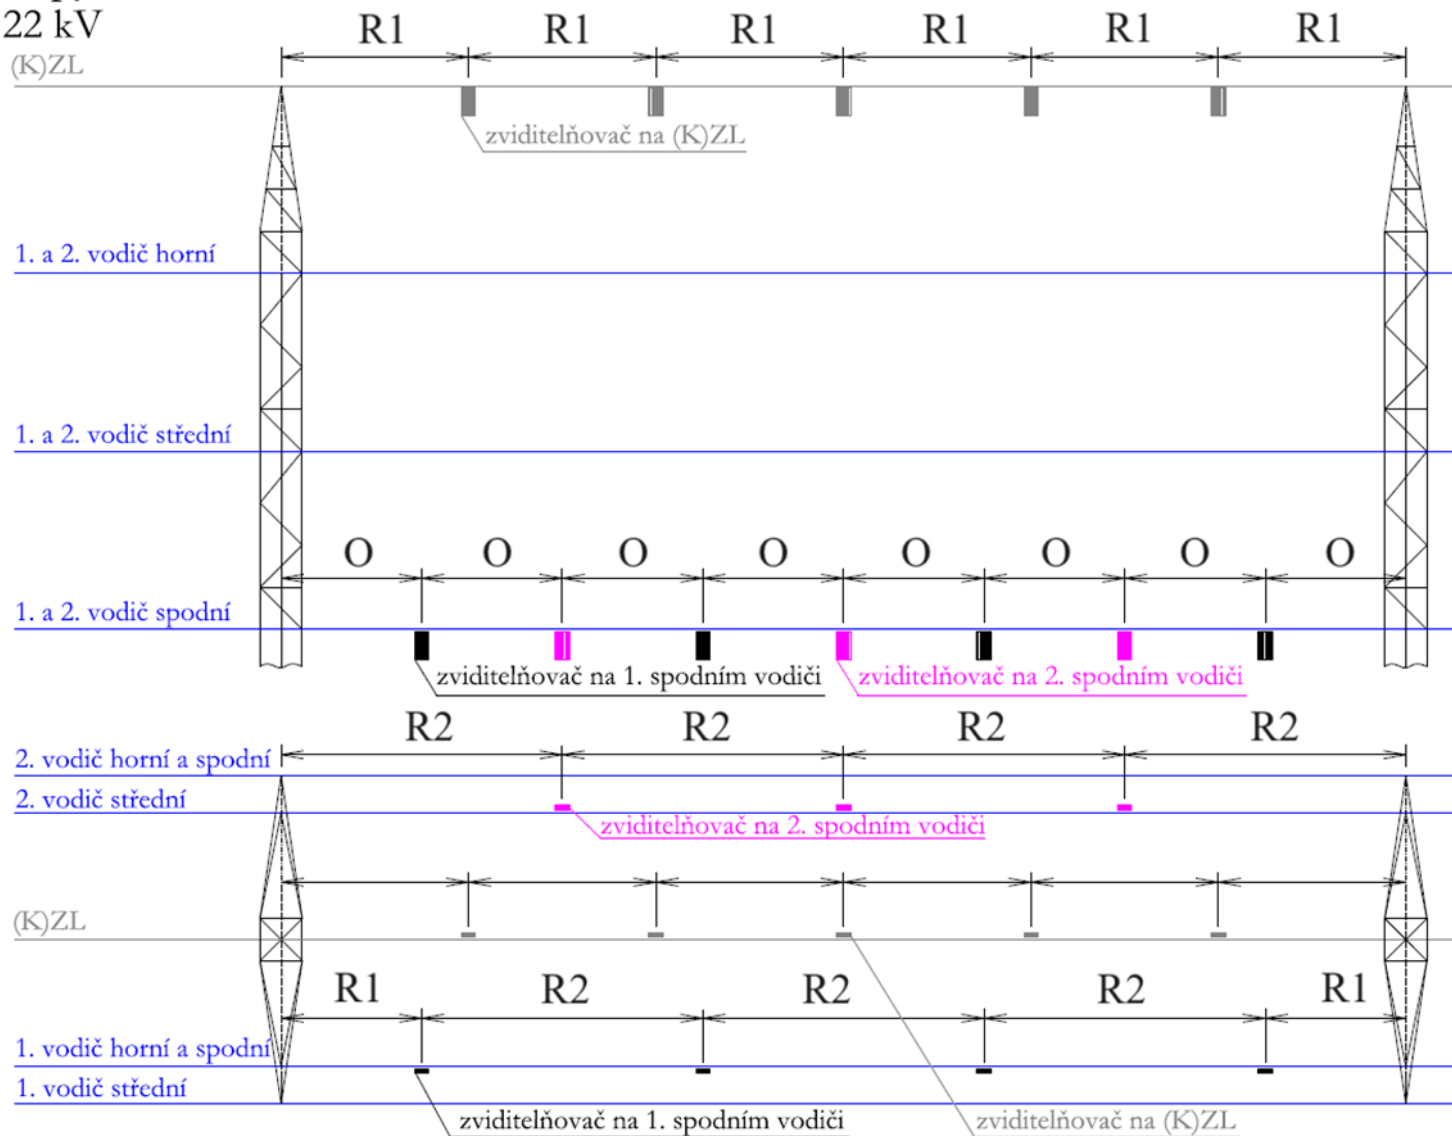 22 kV
R1 R1 R1 R1 R1 R1
(K)ZL
zviditelňovač na (K)ZL
1. a 2. vodič horní
1. a 2. vodič střední
O O O O O O O O
1. a 2. vodič spodní
zviditelňovač na 1. spodním vodiči
zviditelňovač na 2. spodním vodiči
R2 R2 R2 R2
2. vodič horní a spodní
2. vodič střední
zviditelňovač na 2. spodním vodiči
(K)ZL
R1 R2 R2 R2 R1
1. vodič horní a spodní
1. vodič střední
zviditelňovač na 1. spodním vodiči
zviditelňovač na (K)ZL